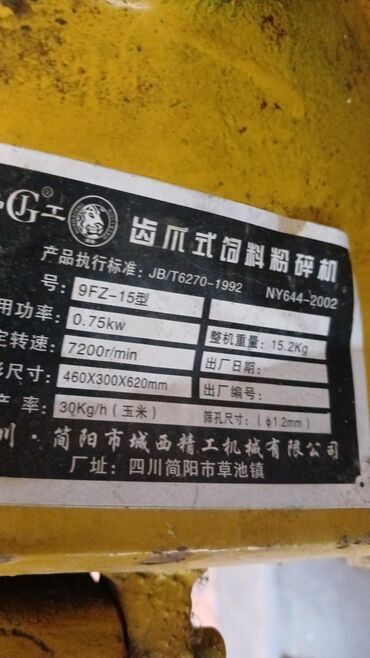 JG® 工
齿爪式饲料粉碎机
产品执行标准: JB/T6270-1992 NY644-2002
号: 9FZ-15型
用功率: 0.75kw 整机重量: 15.2Kg
定转速: 7200r/min 出厂日期:
尺寸: 460X300X620mm 出厂编号:
产率: 30Kg/h (玉米) 筛孔尺寸: (ф1.2mm)
川·简阳市城西精工机械有限公司
厂址: 四川简阳市草池镇